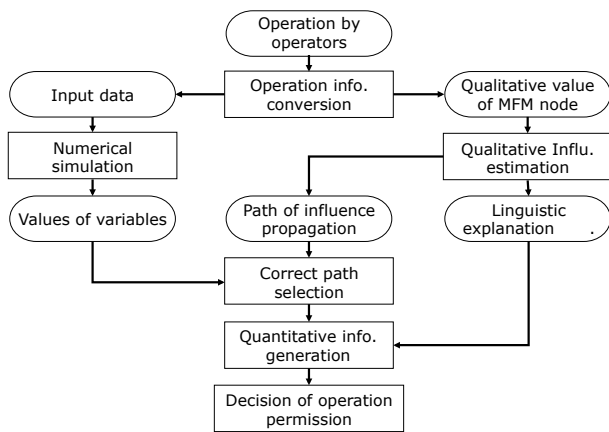 Operation by
operators
Operation info.
conversion
Input data
Qualitative value
of MFM node
Numerical
simulation
Qualitative Influ.
estimation
Values of variables
Path of influence
propagation
Linguistic
explanation .
Correct path
selection
Quantitative info.
generation
Decision of operation
permission